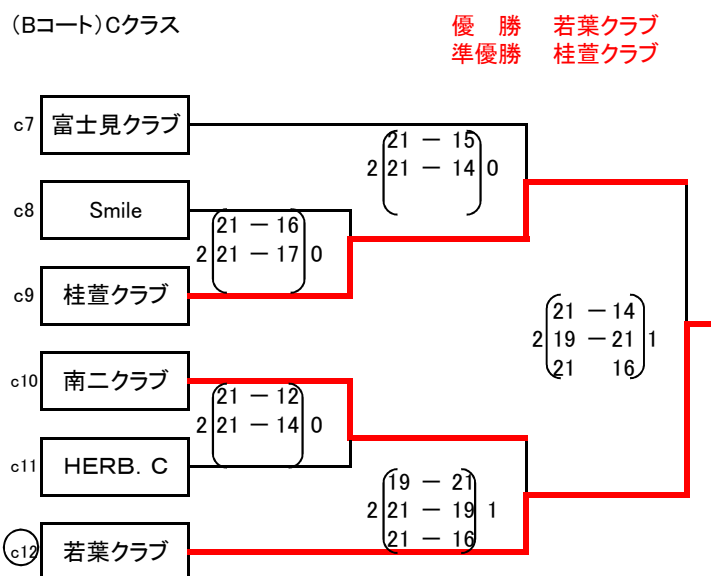 (Bコート)Cクラス
優　勝　若葉クラブ
準優勝　桂萱クラブ
c7 富士見クラブ
21 － 15
2 21 － 14 0
c8 Smile
21 － 16
2 21 － 17 0
c9 桂萱クラブ
21 － 14
2 19 － 21 1
21 16
c10 南二クラブ
21 － 12
2 21 － 14 0
c11 HERB．C
19 － 21
2 21 － 19 1
21 － 16
c12 若葉クラブ